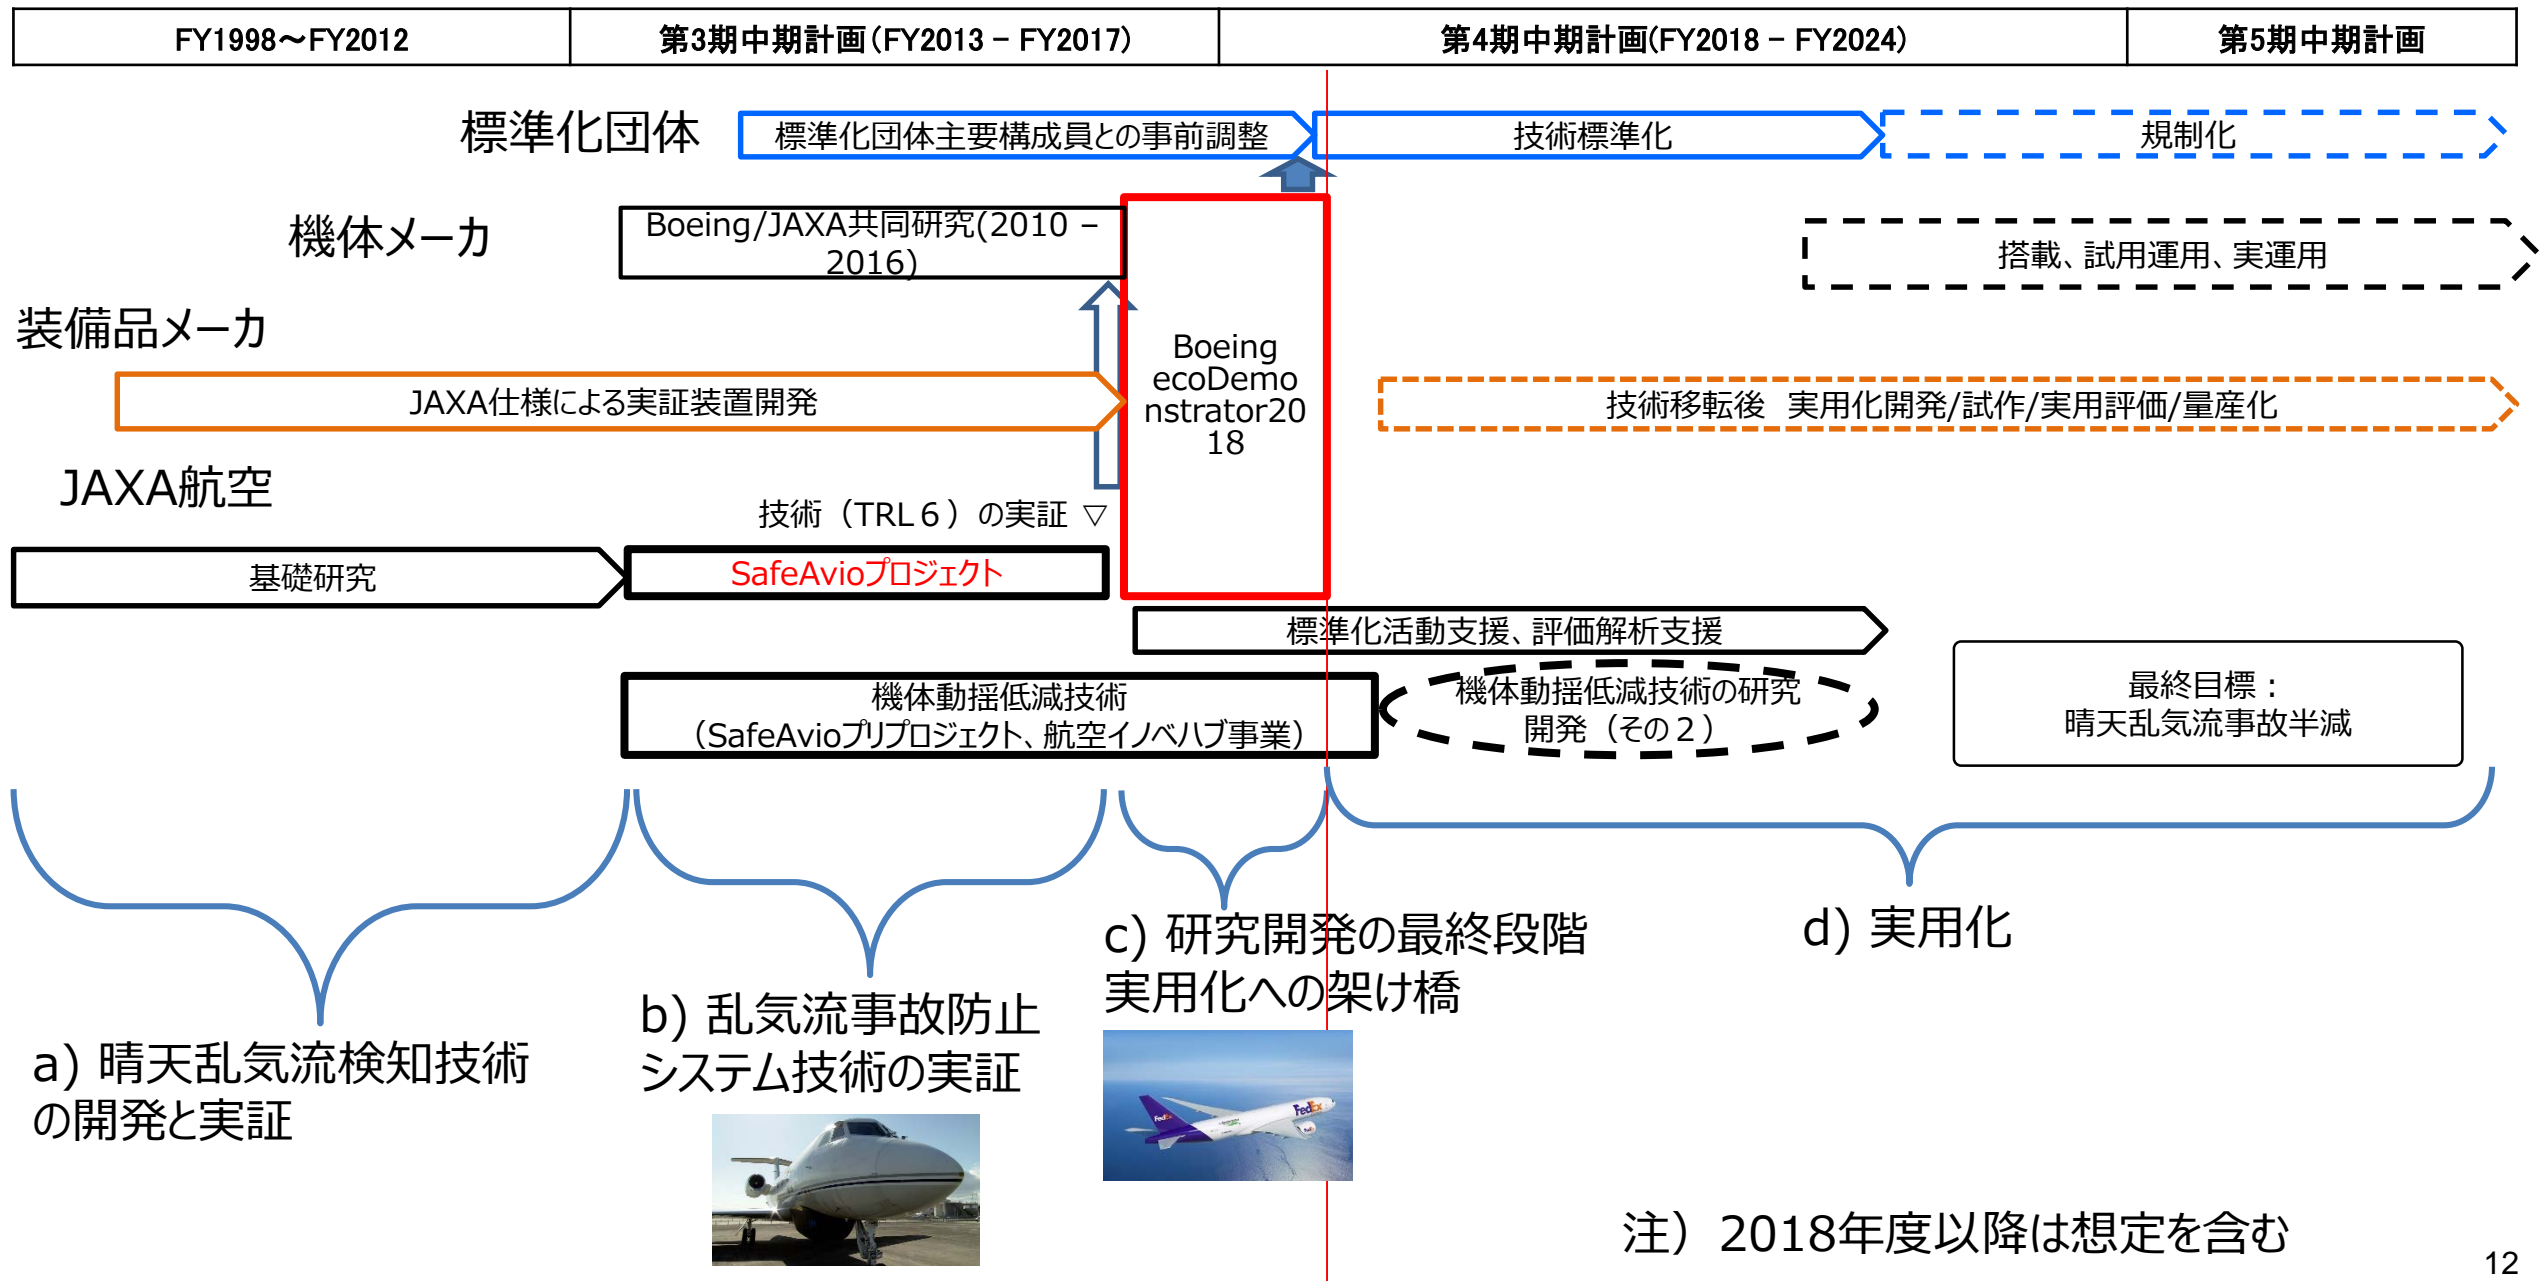 FY1998～FY2012
第3期中期計画(FY2013 – FY2017)
第4期中期計画(FY2018 – FY2024)
第5期中期計画
標準化団体
標準化団体主要構成員との事前調整
技術標準化
規制化
機体メーカ
Boeing/JAXA共同研究(2010 –
2016)
搭載、試用運用、実運用
装備品メーカ
JAXA仕様による実証装置開発
Boeing
ecoDemo
nstrator20
18
技術移転後　実用化開発/試作/実用評価/量産化
JAXA航空
技術（TRL６）の実証 ▽
基礎研究
SafeAvioプロジェクト
標準化活動支援、評価解析支援
機体動揺低減技術
（SafeAvioプリプロジェクト、航空イノベハブ事業）
機体動揺低減技術の研究
開発（その２）
最終目標：
晴天乱気流事故半減
a) 晴天乱気流検知技術
の開発と実証
b) 乱気流事故防止
システム技術の実証
c) 研究開発の最終段階
実用化への架け橋
d) 実用化
FedEx
FedEx
注）2018年度以降は想定を含む
12